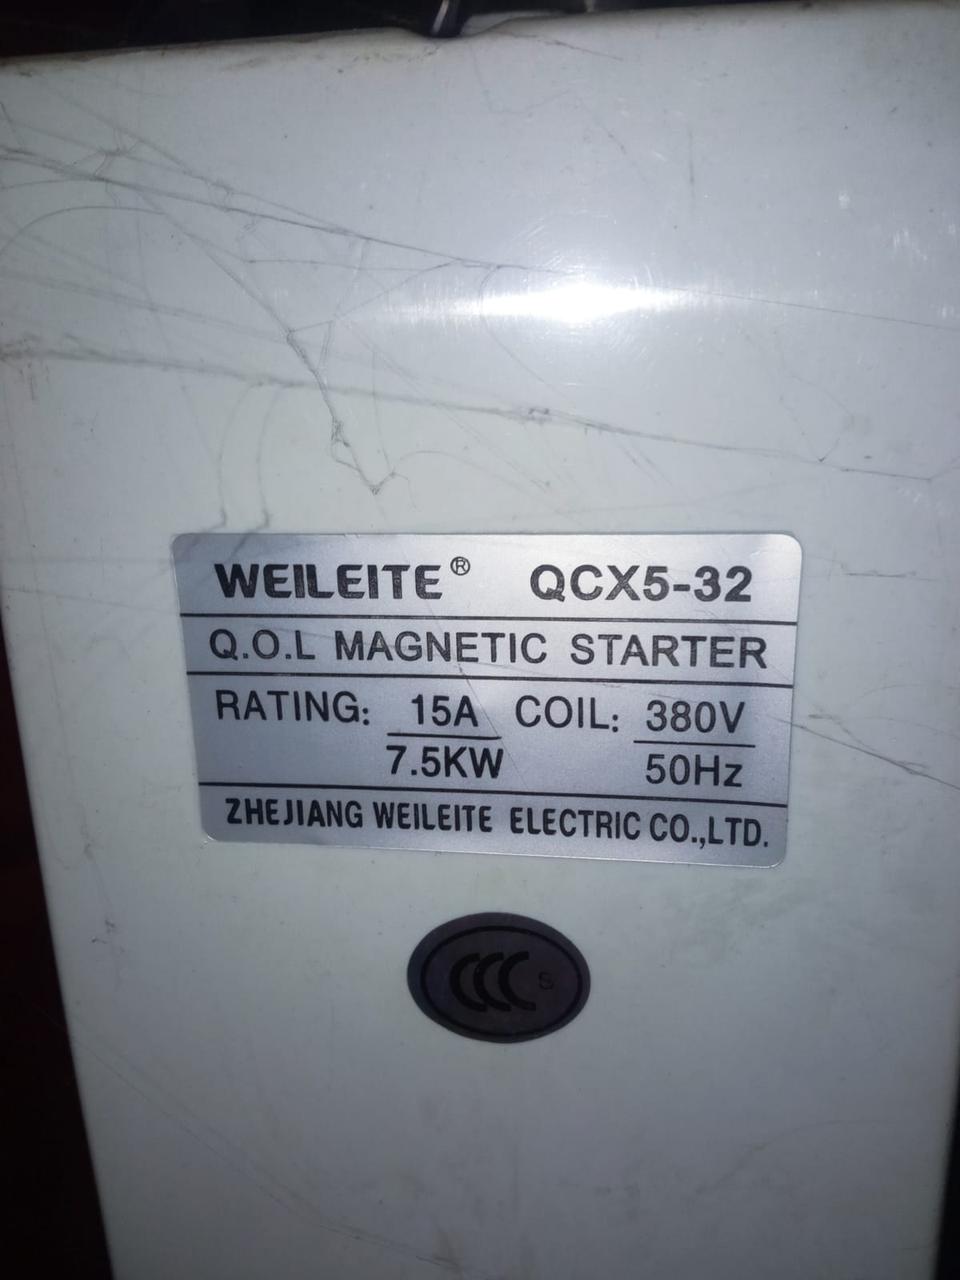 WEILEITE® QCX5-32
Q.O.L MAGNETIC STARTER
RATING: 15A COIL: 380V
7.5KW 50Hz
ZHEJIANG WEILEITE ELECTRIC CO.,LTD.
CCC S